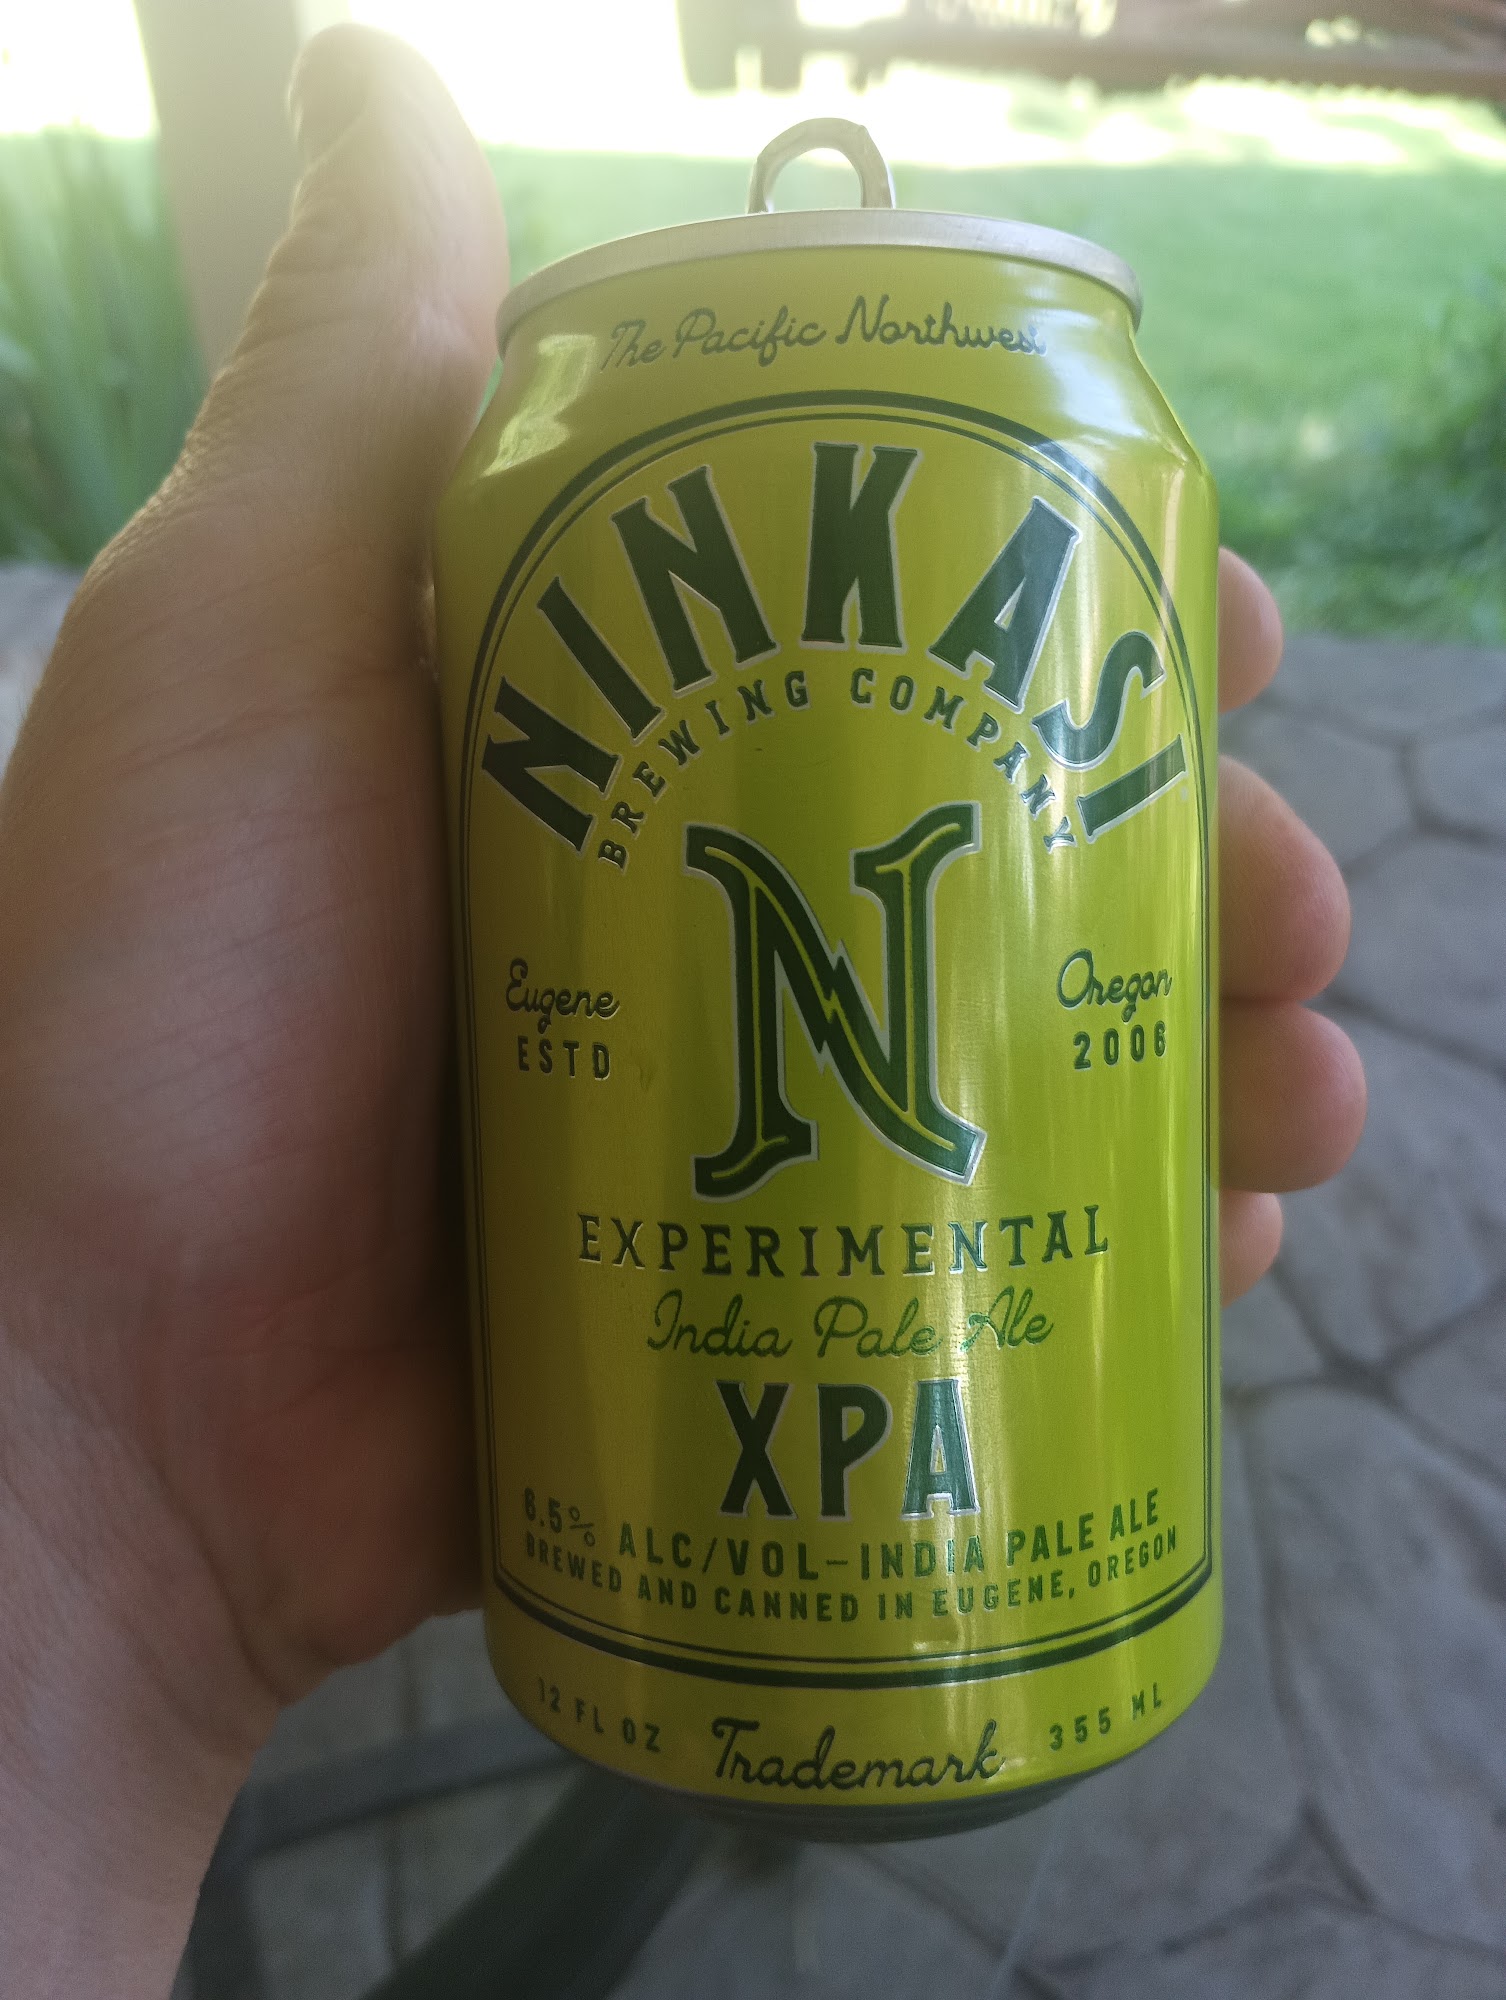 The Pacific Northwest
NINKASI
BREWING COMPANY
N
Eugene Oregon
ESTD 2006
EXPERIMENTAL
India Pale Ale
XPA
6.5% ALC/VOL–INDIA PALE ALE
BREWED AND CANNED IN EUGENE, OREGON
12 FL OZ Trademark 355 ML